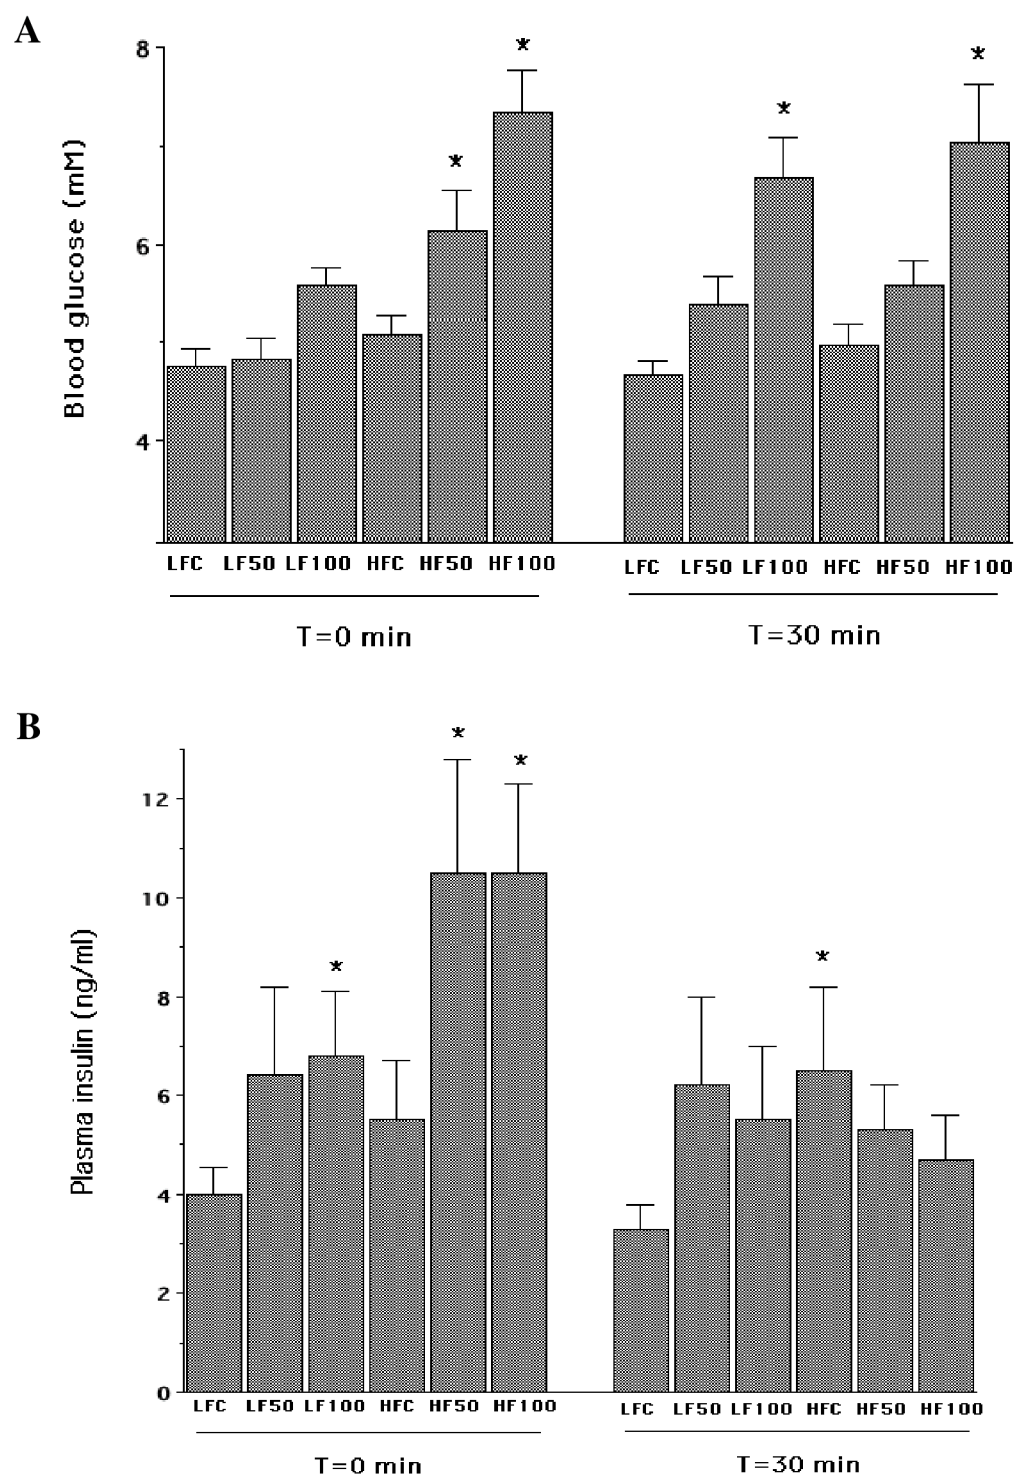 A
Blood glucose (mM)
8
6
4
*
*
*
*
LFC LF50 LF100 HFC HF50 HF100
LFC LF50 LF100 HFC HF50 HF100
T=0 min
T=30 min
B
Plasma insulin (ng/ml)
12
10
8
6
4
2
0
*
*
*
*
LFC LF50 LF100 HFC HF50 HF100
LFC LF50 LF100 HFC HF50 HF100
T=0 min
T=30 min